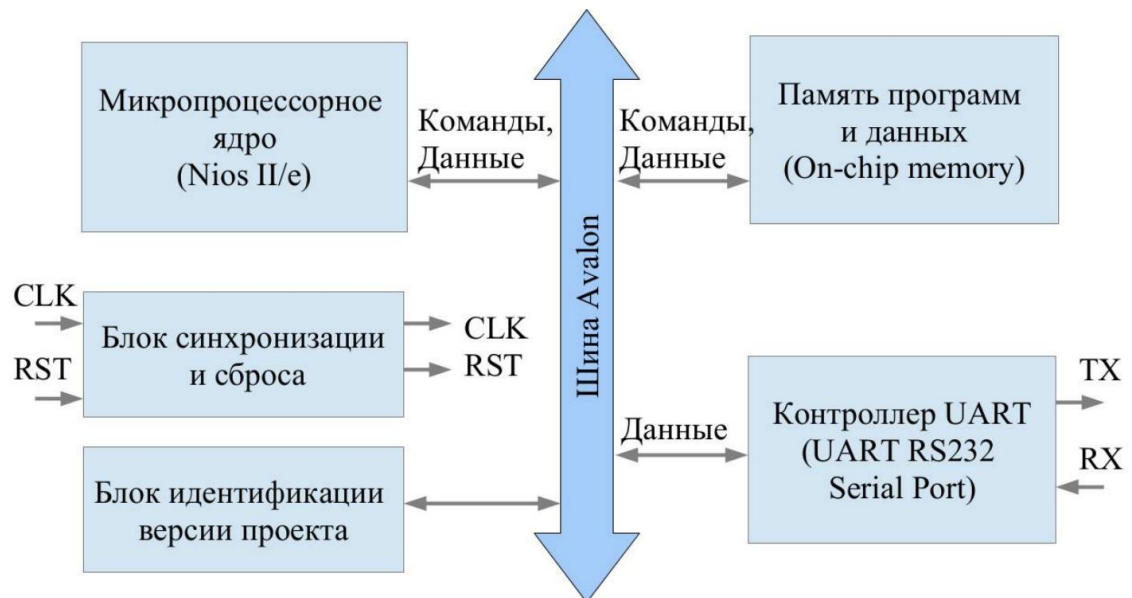 Микропроцессорное
ядро
(Nios II/e)
Команды,
Данные
Команды,
Данные
Память программ
и данных
(On-chip memory)
Шина Avalon
CLK
RST
Блок синхронизации
и сброса
CLK
RST
Блок идентификации
версии проекта
Данные
Контроллер UART
(UART RS232
Serial Port)
TX
RX